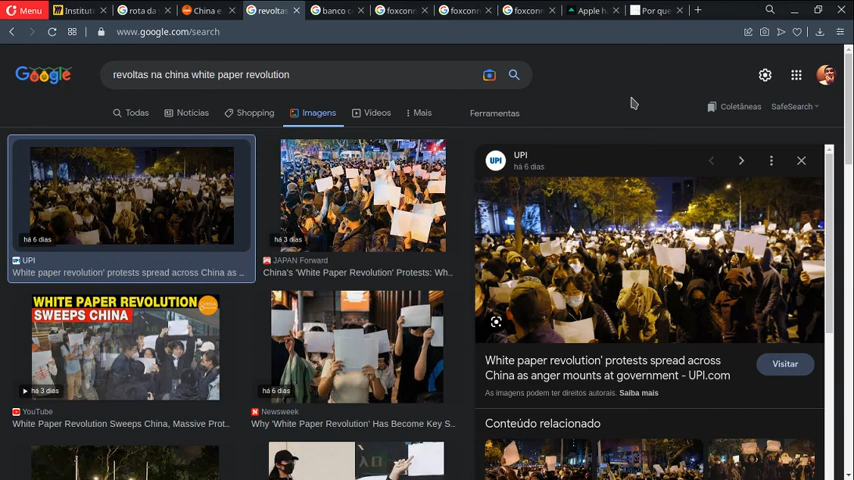 Menu
Institut
rota da
China e
revoltas
banco c
foxconn
foxconn
foxconn
Apple h
Por que
www.google.com/search
Google
revoltas na china white paper revolution
Todas
Notícias
Shopping
Imagens
Vídeos
Mais
Ferramentas
Coletâneas
SafeSearch
há 6 dias
UPI
White paper revolution' protests spread across China as ...
há 3 dias
JAPAN Forward
China's 'White Paper Revolution' Protests: Wh...
WHITE PAPER REVOLUTION
SWEEPS CHINA
há 3 dias
YouTube
White Paper Revolution Sweeps China, Massive Prot...
há 6 dias
Newsweek
Why 'White Paper Revolution' Has Become Key S...
UPI
UPI
há 6 dias
White paper revolution' protests spread across
China as anger mounts at government - UPI.com
Visitar
As imagens podem ter direitos autorais. Saiba mais
Conteúdo relacionado